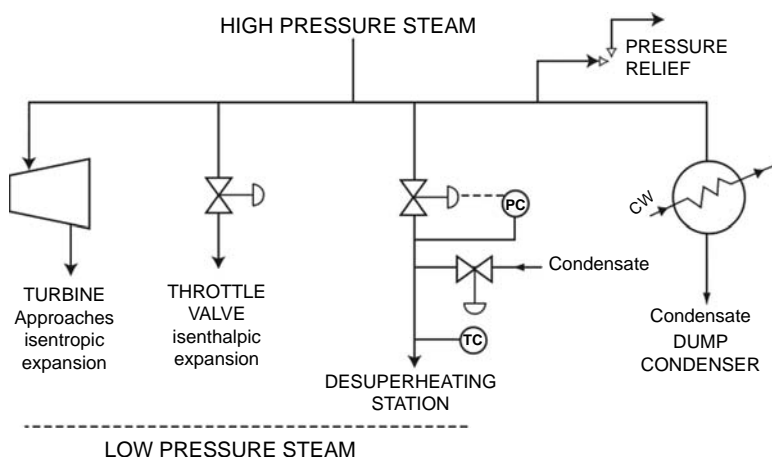 HIGH PRESSURE STEAM
PRESSURE
RELIEF
PC
CW
Condensate
TC
TURBINE
Approaches
isentropic
expansion
THROTTLE
VALVE
isenthalpic
expansion
DESUPERHEATING
STATION
Condensate
DUMP
CONDENSER
LOW PRESSURE STEAM